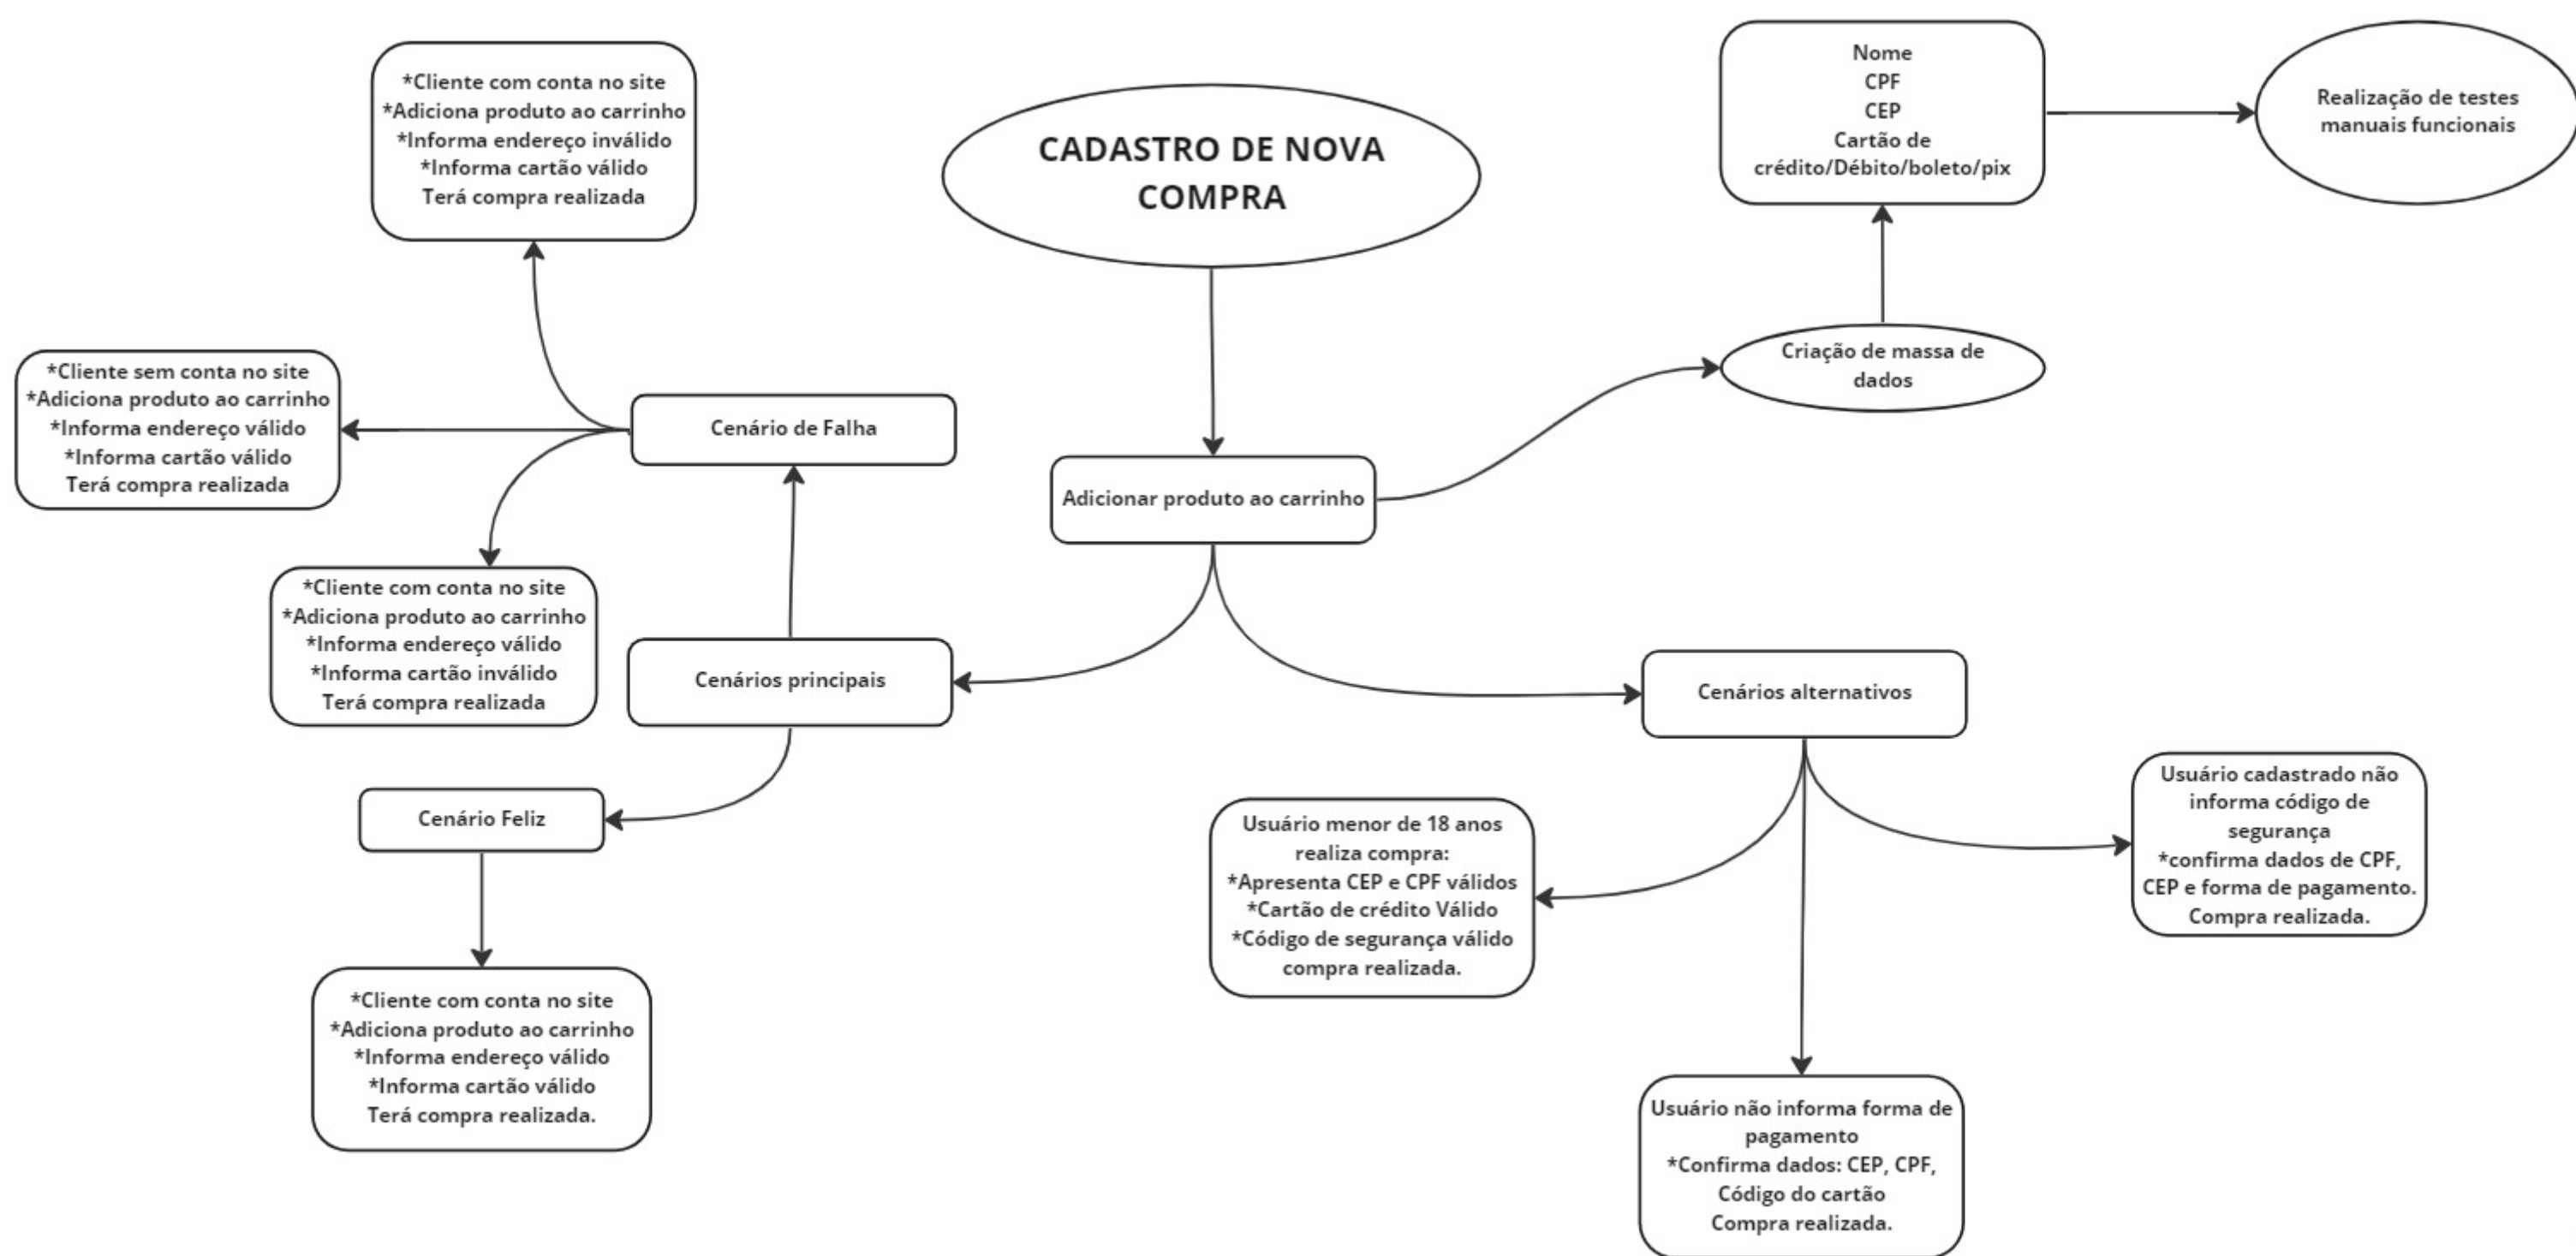 CADASTRO DE NOVA
COMPRA
Adicionar produto ao carrinho
Criação de massa de
dados
Nome
CPF
CEP
Cartão de
crédito/Débito/boleto/pix
Realização de testes
manuais funcionais
Cenários principais
Cenário de Falha
*Cliente com conta no site
*Adiciona produto ao carrinho
*Informa endereço inválido
*Informa cartão válido
Terá compra realizada
*Cliente sem conta no site
*Adiciona produto ao carrinho
*Informa endereço válido
*Informa cartão válido
Terá compra realizada
*Cliente com conta no site
*Adiciona produto ao carrinho
*Informa endereço válido
*Informa cartão inválido
Terá compra realizada
Cenário Feliz
*Cliente com conta no site
*Adiciona produto ao carrinho
*Informa endereço válido
*Informa cartão válido
Terá compra realizada.
Cenários alternativos
Usuário menor de 18 anos
realiza compra:
*Apresenta CEP e CPF válidos
*Cartão de crédito Válido
*Código de segurança válido
compra realizada.
Usuário não informa forma de
pagamento
*Confirma dados: CEP, CPF,
Código do cartão
Compra realizada.
Usuário cadastrado não
informa código de
segurança
*confirma dados de CPF,
CEP e forma de pagamento.
Compra realizada.